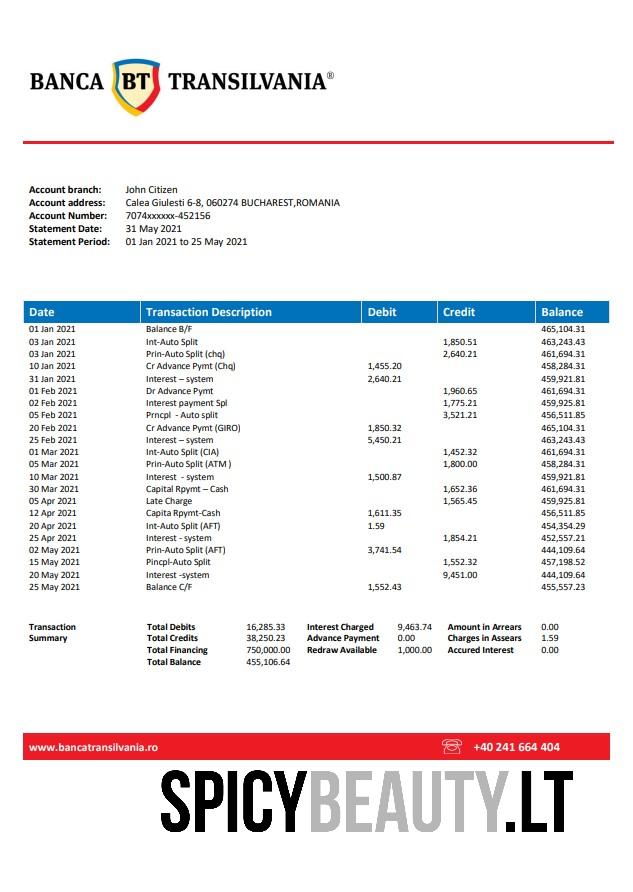 BANCA BT TRANSILVANIA®
Account branch: John Citizen
Account address: Calea Giulesti 6-8, 060274 BUCHAREST,ROMANIA
Account Number: 7074xxxxxx-452156
Statement Date: 31 May 2021
Statement Period: 01 Jan 2021 to 25 May 2021
Date Transaction Description Debit Credit Balance
01 Jan 2021 Balance B/F 465,104.31
03 Jan 2021 Int-Auto Split 1,850.51 463,243.43
03 Jan 2021 Prin-Auto Split (chq) 2,640.21 461,694.31
10 Jan 2021 Cr Advance Pymt (Chq) 1,455.20 458,284.31
31 Jan 2021 Interest – system 2,640.21 459,921.81
01 Feb 2021 Dr Advance Pymt 1,960.65 461,694.31
02 Feb 2021 Interest payment Spl 1,775.21 459,925.81
05 Feb 2021 Prncpl - Auto split 3,521.21 456,511.85
20 Feb 2021 Cr Advance Pymt (GIRO) 1,850.32 465,104.31
25 Feb 2021 Interest – system 5,450.21 463,243.43
01 Mar 2021 Int-Auto Split (CIA) 1,452.32 461,694.31
05 Mar 2021 Prin-Auto Split (ATM ) 1,800.00 458,284.31
10 Mar 2021 Interest - system 1,500.87 459,921.81
30 Mar 2021 Capital Rpymt – Cash 1,652.36 461,694.31
05 Apr 2021 Late Charge 1,565.45 459,925.81
12 Apr 2021 Capita Rpymt-Cash 1,611.35 456,511.85
20 Apr 2021 Int-Auto Split (AFT) 1.59 454,354.29
25 Apr 2021 Interest - system 1,854.21 452,557.21
02 May 2021 Prin-Auto Split (AFT) 3,741.54 444,109.64
15 May 2021 Pincpl-Auto Split 1,552.32 457,198.52
20 May 2021 Interest -system 9,451.00 444,109.64
25 May 2021 Balance C/F 1,552.43 455,557.23
Transaction Total Debits 16,285.33 Interest Charged 9,463.74 Amount in Arrears 0.00
Summary Total Credits 38,250.23 Advance Payment 0.00 Charges in Assears 1.59
Total Financing 750,000.00 Redraw Available 1,000.00 Accured Interest 0.00
Total Balance 455,106.64
www.bancatransilvania.ro +40 241 664 404
SPICYBEAUTY.LT